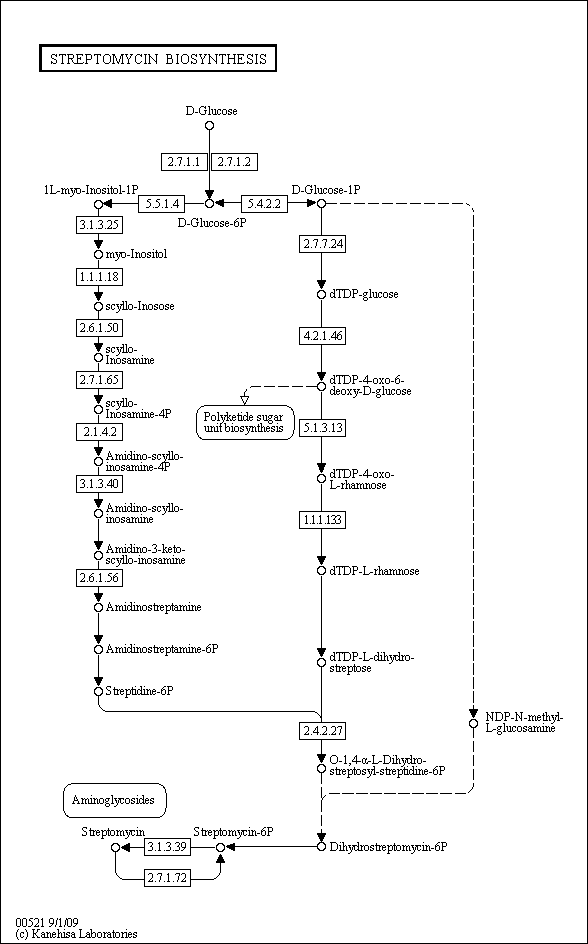 STREPTOMYCIN BIOSYNTHESIS
D-Glucose
2.7.1.1
2.7.1.2
1L-myo-Inositol-1P
D-Glucose-1P
5.5.1.4
5.4.2.2
D-Glucose-6P
3.1.3.25
2.7.7.24
myo-Inositol
1.1.1.18
dTDP-glucose
scyllo-Inosose
2.6.1.50
4.2.1.46
scyllo-
Inosamine
2.7.1.65
dTDP-4-oxo-6-
deoxy-D-glucose
scyllo-
Inosamine-4P
Polyketide sugar
unit biosynthesis
2.1.4.2
5.1.3.13
Amidino-scyllo-
inosamine-4P
3.1.3.40
dTDP-4-oxo-
L-rhamnose
Amidino-scyllo-
inosamine
1.1.1.133
Amidino-3-keto-
scyllo-inosamine
2.6.1.56
dTDP-L-rhamnose
Amidinostreptamine
Amidinostreptamine-6P
dTDP-L-dihydro-
streptose
Streptidine-6P
2.4.2.27
NDP-N-methyl-
L-glucosamine
O-1,4-α-L-Dihydro-
streptosyl-streptidine-6P
Aminoglycosides
Streptomycin
Streptomycin-6P
3.1.3.39
Dihydrostreptomycin-6P
2.7.1.72
00521 9/1/09
(c) Kanehisa Laboratories